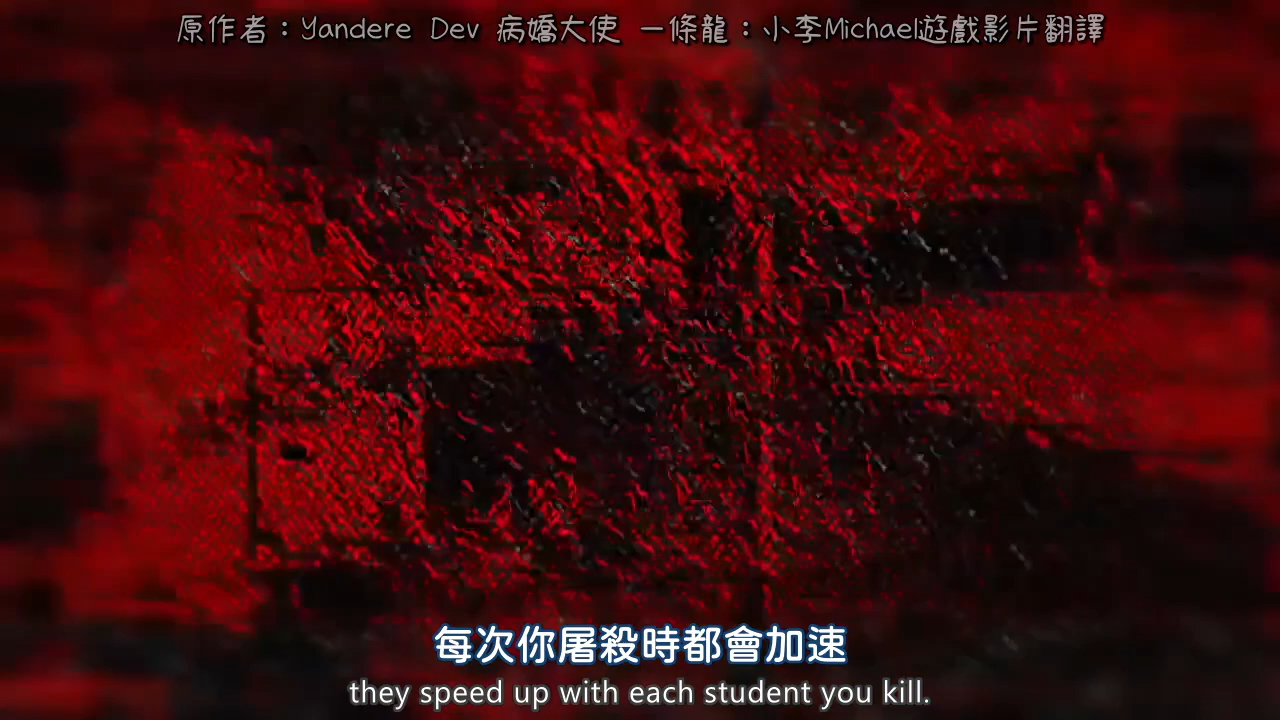 原作者：Yandere Dev 病嬌大使 一條龍：小李Michael遊戲影片翻譯
每次你屠殺時都會加速
they speed up with each student you kill.